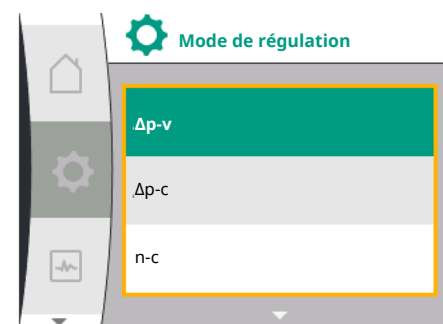 Mode de régulation
Δp-v
Δp-c
n-c